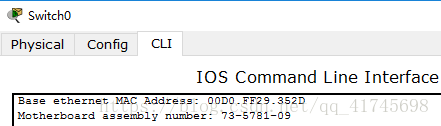 Switch0
Physical Config CLI
IOS Command Line Interface
Base ethernet MAC Address: 00D0.FF29.352D
Motherboard assembly number: 73-5781-09
https://blog.csdn.net/qq_41745698